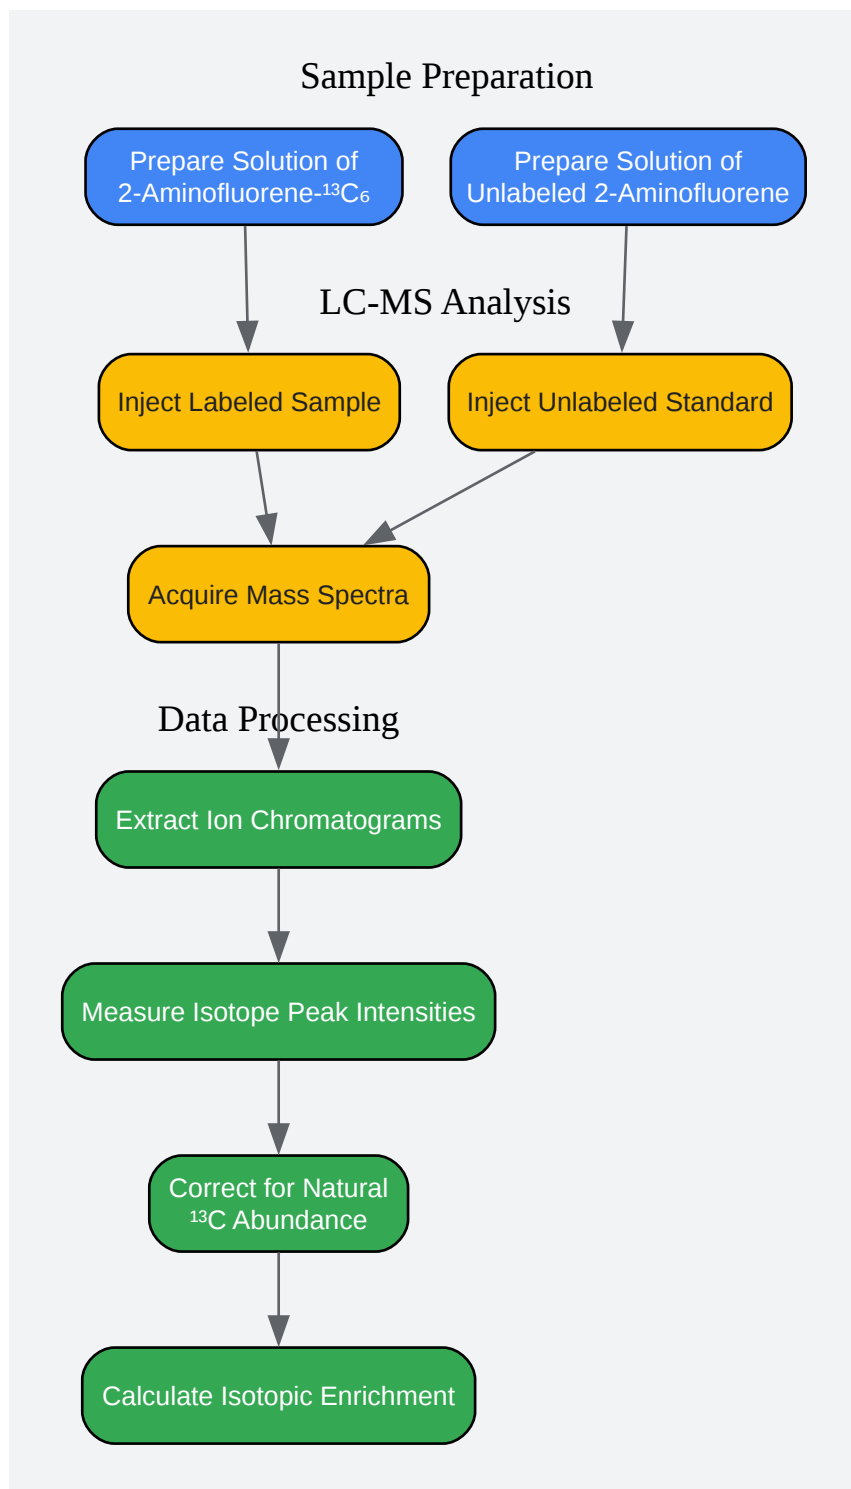 Sample Preparation
Prepare Solution of
2-Aminofluorene-¹³C₆
Prepare Solution of
Unlabeled 2-Aminofluorene
LC-MS Analysis
Inject Labeled Sample
Inject Unlabeled Standard
Acquire Mass Spectra
Data Processing
Extract Ion Chromatograms
Measure Isotope Peak Intensities
Correct for Natural
¹³C Abundance
Calculate Isotopic Enrichment